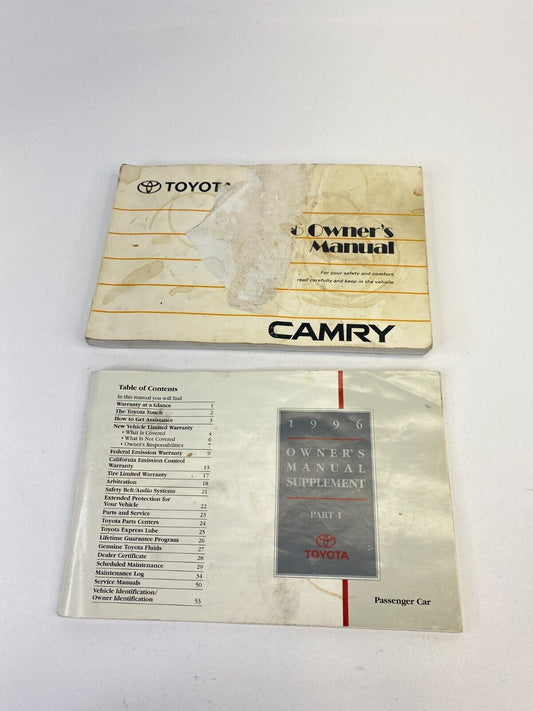 TOYOTA
6 Owner's
Manual
For your safety and comfort,
read carefully and keep in the vehicle.
CAMRY
Table of Contents
In this manual you will find:
Warranty at a Glance 1
The Toyota Touch 2
How to Get Assistance 3
New Vehicle Limited Warranty
• What Is Covered
• What Is Not Covered 6
• Owner's Responsibilities 7
Federal Emission Warranty 9
California Emission Control
Warranty 13
Tire Limited Warranty 17
Arbitration 18
Safety Belt/Audio Systems 21
Extended Protection for
Your Vehicle 22
Parts and Service 23
Toyota Parts Centers 24
Toyota Express Lube 25
Lifetime Guarantee Program 26
Genuine Toyota Fluids 27
Dealer Certificate 28
Scheduled Maintenance 29
Maintenance Log 34
Service Manuals 50
Vehicle Identification/
Owner Identification 53
1996
OWNER'S
MANUAL
SUPPLEMENT
PART I
TOYOTA
Passenger Car